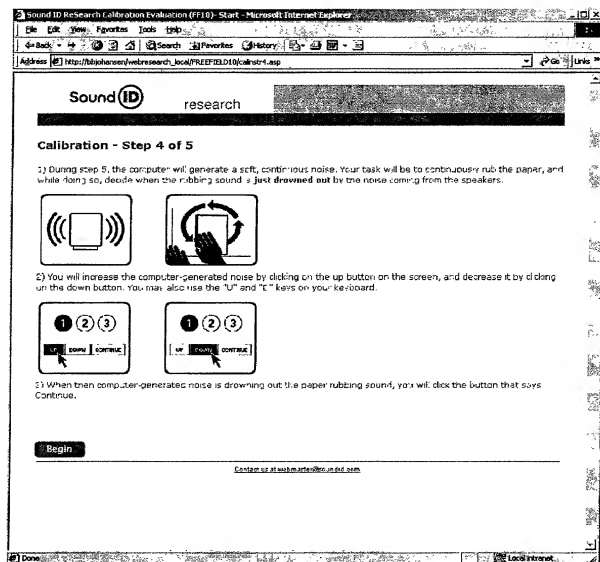 Sound ID ReSearch Calibration Evaluation (FF10)- Start - Microsoft Internet Explorer
File Edit View Favorites Tools Help
Back Search Favorites History
Address http://bbjohansen/webresearch_local/FREEFIELD10/calinstr4.asp Go Links »
Sound ID research
Calibration - Step 4 of 5
1) During step 5, the computer will generate a soft, continuous noise. Your task will be to continuously rub the paper, and
while doing so, decide when the rubbing sound is just drowned out by the noise coming from the speakers.
2) You will increase the computer-generated noise by clicking on the up button on the screen, and decrease it by clicking
on the down button. You may also use the "U" and "D" keys on your keyboard.
1 2 3 1 2 3
UP DOWN CONTINUE UP DOWN CONTINUE
3) When then computer-generated noise is drowning out the paper rubbing sound, you will click the button that says
Continue.
Begin
Contact us at webmaster@soundid.com
Done Local intranet